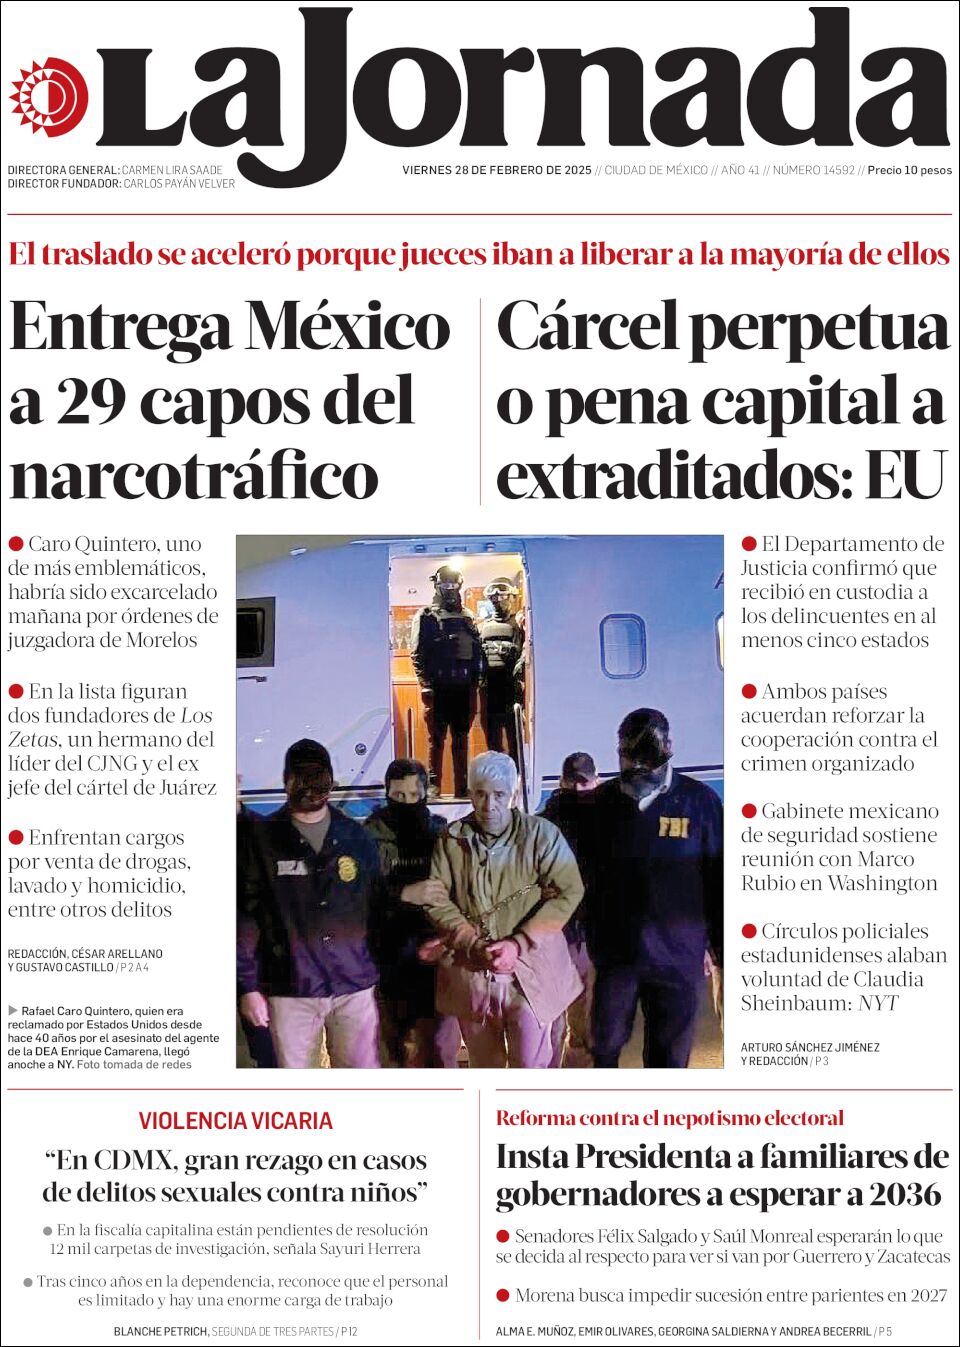 La Jornada
DIRECTORA GENERAL: CARMEN LIRA SAADE
DIRECTOR FUNDADOR: CARLOS PAYÁN VELVER
VIERNES 28 DE FEBRERO DE 2025 // CIUDAD DE MÉXICO // AÑO 41 // NÚMERO 14592 // Precio 10 pesos
El traslado se aceleró porque jueces iban a liberar a la mayoría de ellos
Entrega México
a 29 capos del
narcotráfico
Cárcel perpetua
o pena capital a
extraditados: EU
● Caro Quintero, uno
de más emblemáticos,
habría sido excarcelado
mañana por órdenes de
juzgadora de Morelos
● En la lista figuran
dos fundadores de Los
Zetas, un hermano del
líder del CJNG y el ex
jefe del cártel de Juárez
● Enfrentan cargos
por venta de drogas,
lavado y homicidio,
entre otros delitos
REDACCIÓN, CÉSAR ARELLANO
Y GUSTAVO CASTILLO / P 2 A 4
▶ Rafael Caro Quintero, quien era
reclamado por Estados Unidos desde
hace 40 años por el asesinato del agente
de la DEA Enrique Camarena, llegó
anoche a NY. Foto tomada de redes
FBI
● El Departamento de
Justicia confirmó que
recibió en custodia a
los delincuentes en al
menos cinco estados
● Ambos países
acuerdan reforzar la
cooperación contra el
crimen organizado
● Gabinete mexicano
de seguridad sostiene
reunión con Marco
Rubio en Washington
● Círculos policiales
estadunidenses alaban
voluntad de Claudia
Sheinbaum: NYT
ARTURO SÁNCHEZ JIMÉNEZ
Y REDACCIÓN / P 3
VIOLENCIA VICARIA
“En CDMX, gran rezago en casos
de delitos sexuales contra niños”
● En la fiscalía capitalina están pendientes de resolución
12 mil carpetas de investigación, señala Sayuri Herrera
● Tras cinco años en la dependencia, reconoce que el personal
es limitado y hay una enorme carga de trabajo
BLANCHE PETRICH, SEGUNDA DE TRES PARTES / P 12
Reforma contra el nepotismo electoral
Insta Presidenta a familiares de
gobernadores a esperar a 2036
● Senadores Félix Salgado y Saúl Monreal esperarán lo que
se decida al respecto para ver si van por Guerrero y Zacatecas
● Morena busca impedir sucesión entre parientes en 2027
ALMA E. MUÑOZ, EMIR OLIVARES, GEORGINA SALDIERNA Y ANDREA BECERRIL / P 5